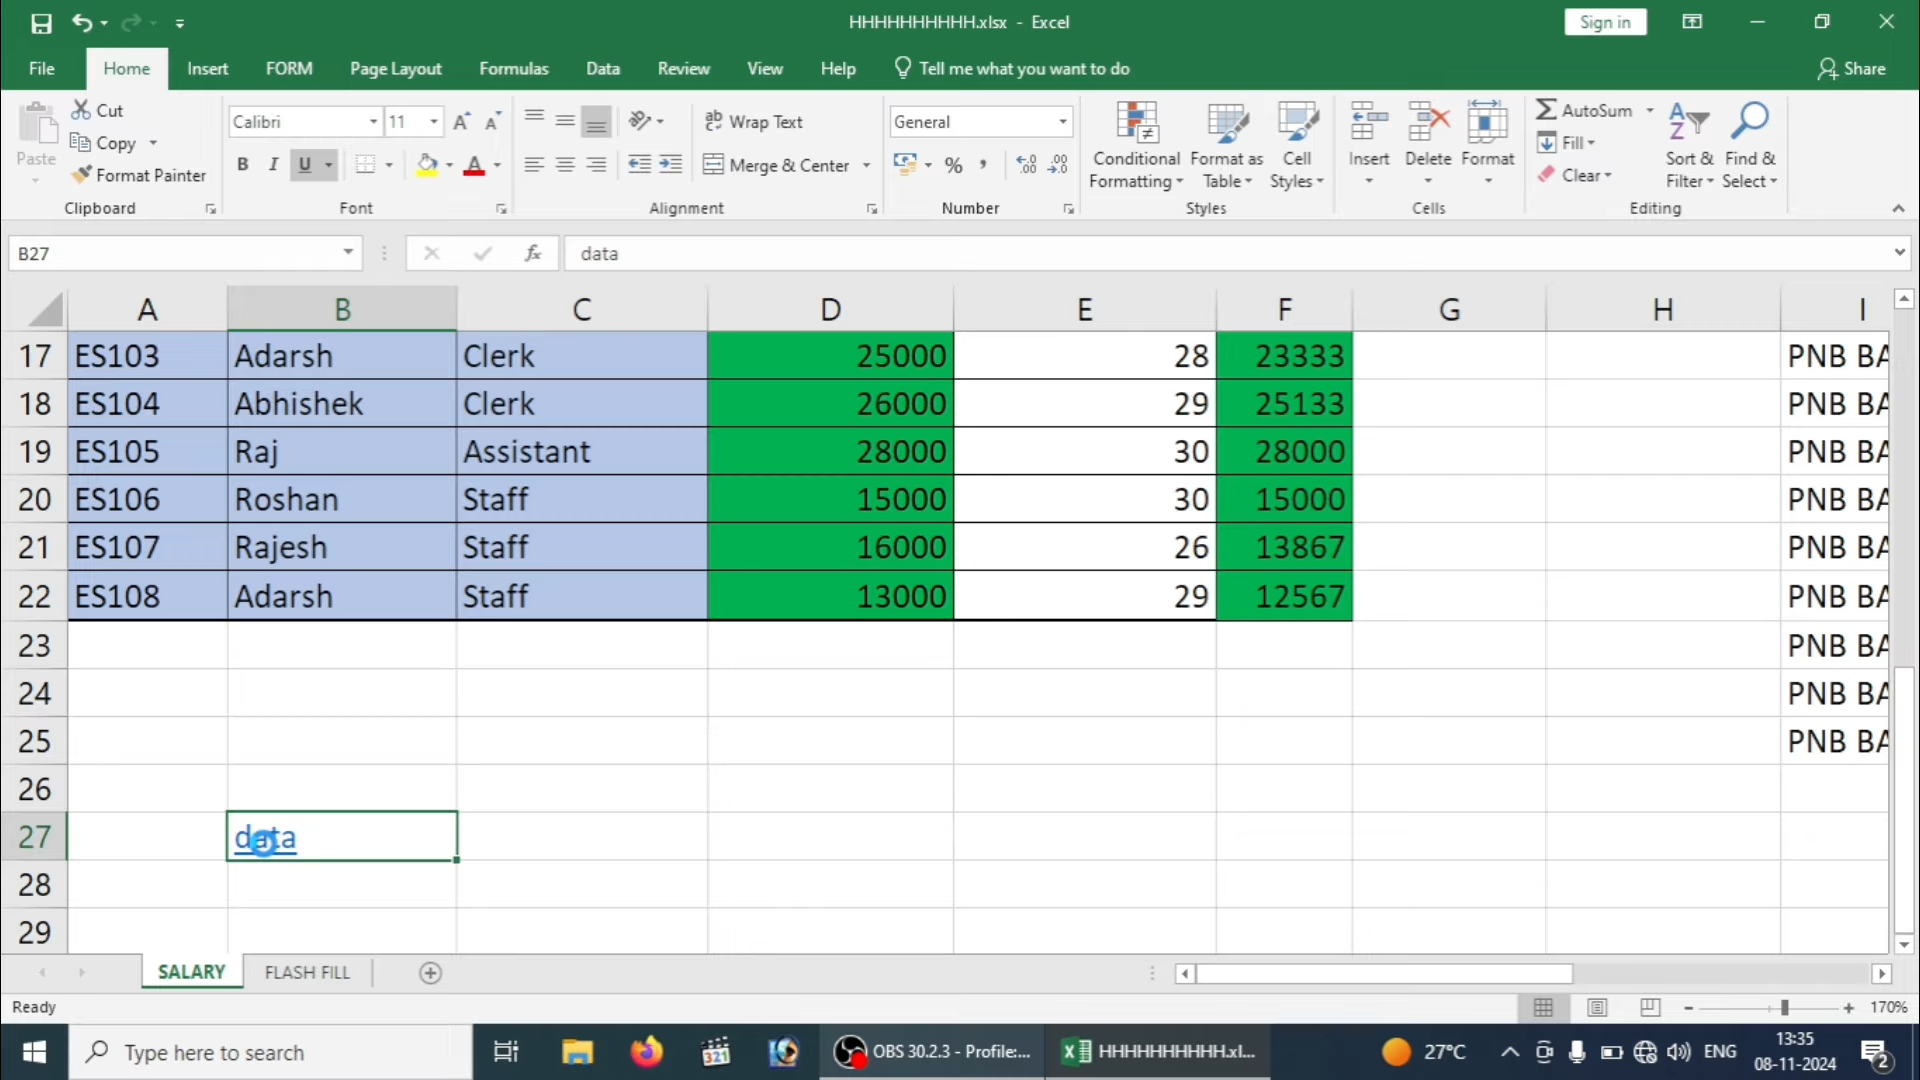 HHHHHHHHHH.xlsx - Excel
Sign in
File Home Insert FORM Page Layout Formulas Data Review View Help Tell me what you want to do Share
Paste
Cut
Copy
Format Painter
Clipboard
Calibri 11
B I U
Font
Wrap Text
Merge & Center
Alignment
General
%
Number
Conditional Formatting
Format as Table
Cell Styles
Styles
Insert
Delete
Format
Cells
AutoSum
Fill
Clear
Sort & Filter
Find & Select
Editing
B27
fx data
A B C D E F G H I
17 ES103 Adarsh Clerk 25000 28 23333 PNB BA
18 ES104 Abhishek Clerk 26000 29 25133 PNB BA
19 ES105 Raj Assistant 28000 30 28000 PNB BA
20 ES106 Roshan Staff 15000 30 15000 PNB BA
21 ES107 Rajesh Staff 16000 26 13867 PNB BA
22 ES108 Adarsh Staff 13000 29 12567 PNB BA
23 PNB BA
24 PNB BA
25 PNB BA
26
27 data
28
29
SALARY FLASH FILL
Ready
170%
Type here to search
321
OBS 30.2.3 - Profile:...
HHHHHHHHHH.xl...
27°C
ENG
13:35
08-11-2024
2